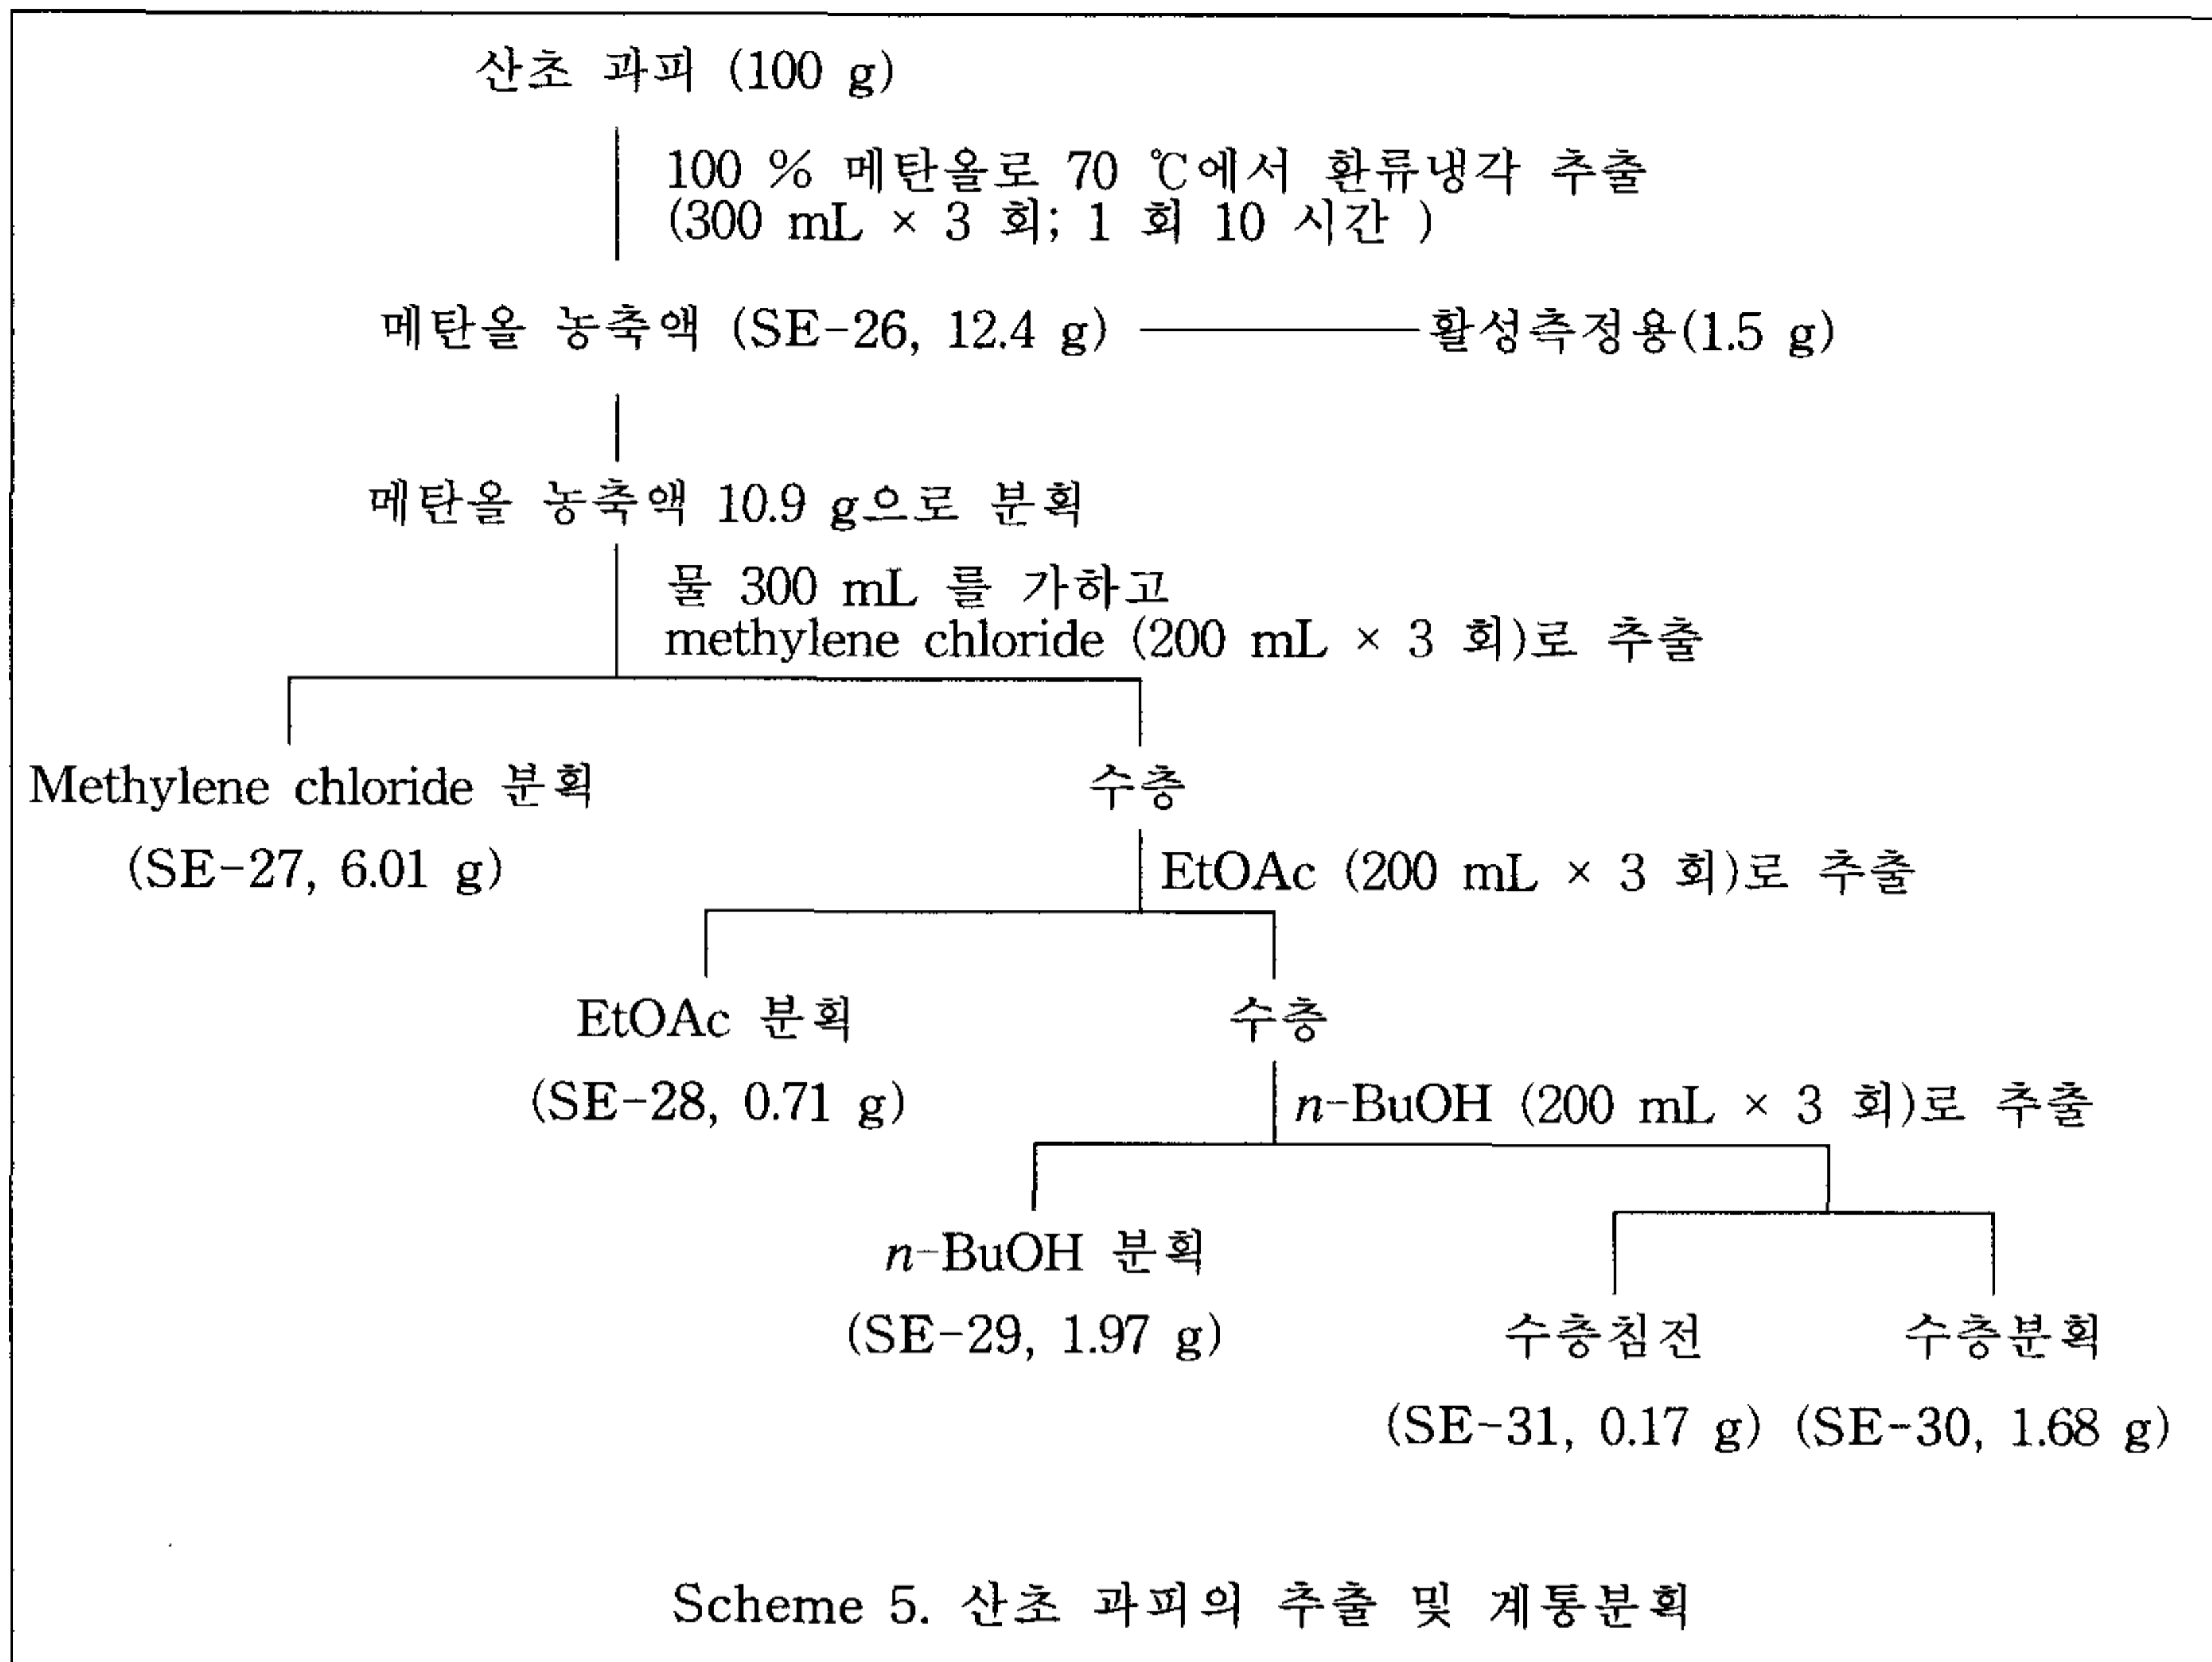 산초 과피 (100 g)
100 % 메탄올로 70 ℃에서 환류냉각 추출
(300 mL × 3 회; 1 회 10 시간 )
메탄올 농축액 (SE-26, 12.4 g) 활성측정용(1.5 g)
메탄올 농축액 10.9 g으로 분획
물 300 mL 를 가하고
methylene chloride (200 mL × 3 회)로 추출
Methylene chloride 분획 수층
(SE-27, 6.01 g) EtOAc (200 mL × 3 회)로 추출
EtOAc 분획 수층
(SE-28, 0.71 g) n-BuOH (200 mL × 3 회)로 추출
n-BuOH 분획
(SE-29, 1.97 g) 수층침전 수층분획
(SE-31, 0.17 g) (SE-30, 1.68 g)
Scheme 5. 산초 과피의 추출 및 계통분획